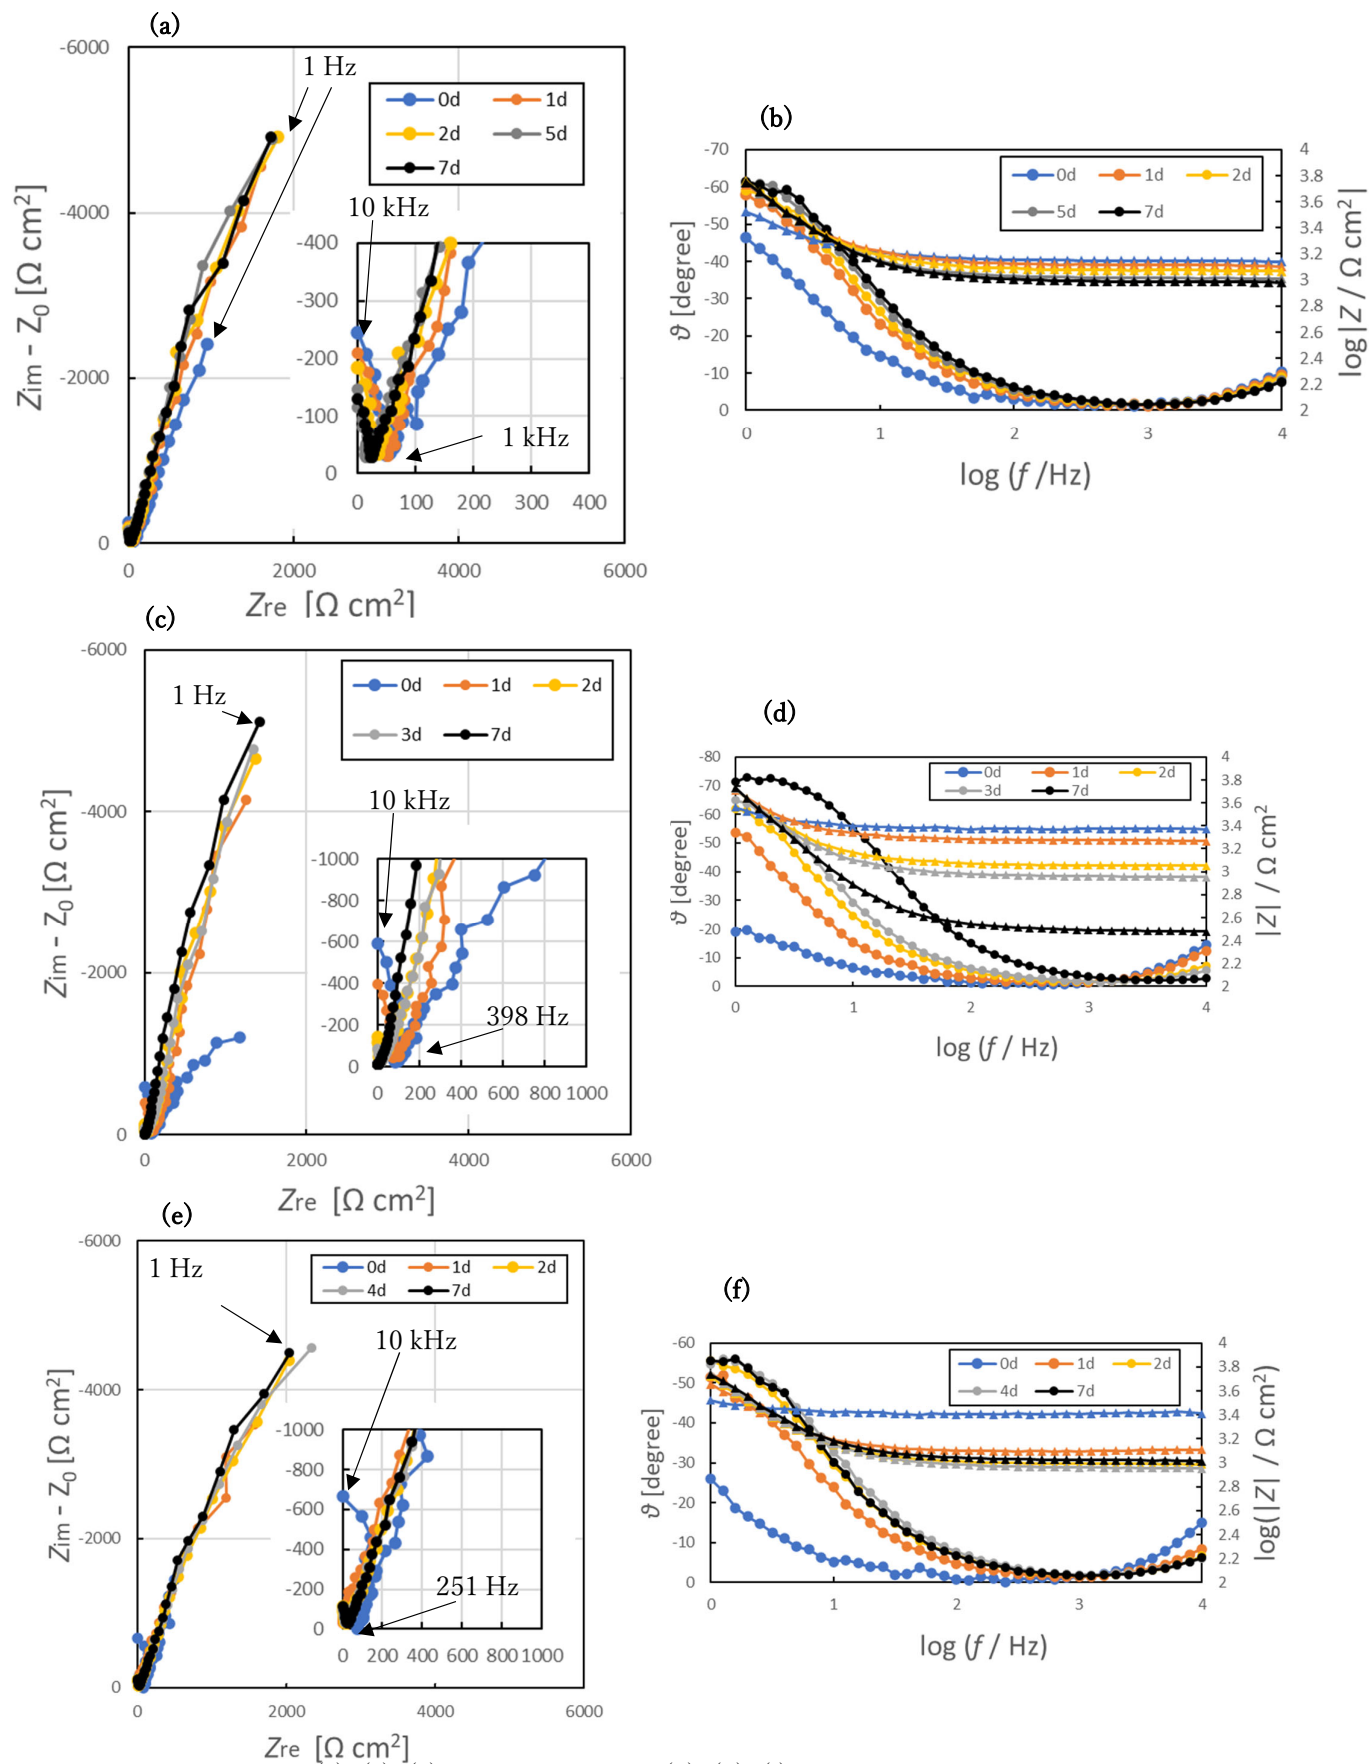 (a)
-6000
-4000
-2000
0
0 2000 4000 6000
Zim – Z0 [Ω cm2]
Zre [Ω cm2]
1 Hz
0d 1d
2d 5d
7d
10 kHz
-400
-300
-200
-100
0
0 100 200 300 400
1 kHz
(b)
-70
-60
-50
-40
-30
-20
-10
0
0 1 2 3 4
ϑ [degree]
log (f /Hz)
0d 1d 2d
5d 7d
4
3.8
3.6
3.4
3.2
3
2.8
2.6
2.4
2.2
2
log|Z / Ω cm2|
(c)
-6000
-4000
-2000
0
0 2000 4000 6000
Zim – Z0 [Ω cm2]
Zre [Ω cm2]
1 Hz
0d 1d 2d
3d 7d
10 kHz
-1000
-800
-600
-400
-200
0
0 200 400 600 800 1000
398 Hz
(d)
-80
-70
-60
-50
-40
-30
-20
-10
0
0 1 2 3 4
ϑ [degree]
log (f / Hz)
0d 1d 2d
3d 7d
4
3.8
3.6
3.4
3.2
3
2.8
2.6
2.4
2.2
2
|Z| / Ω cm2
(e)
-6000
-4000
-2000
0
0 2000 4000 6000
Zim – Z0 [Ω cm2]
Zre [Ω cm2]
1 Hz
0d 1d 2d
4d 7d
10 kHz
-1000
-800
-600
-400
-200
0
0 200 400 600 800 1000
251 Hz
(f)
-60
-50
-40
-30
-20
-10
0
0 1 2 3 4
ϑ [degree]
log (f / Hz)
0d 1d 2d
4d 7d
4
3.8
3.6
3.4
3.2
3
2.8
2.6
2.4
2.2
2
log(|Z| / Ω cm2)